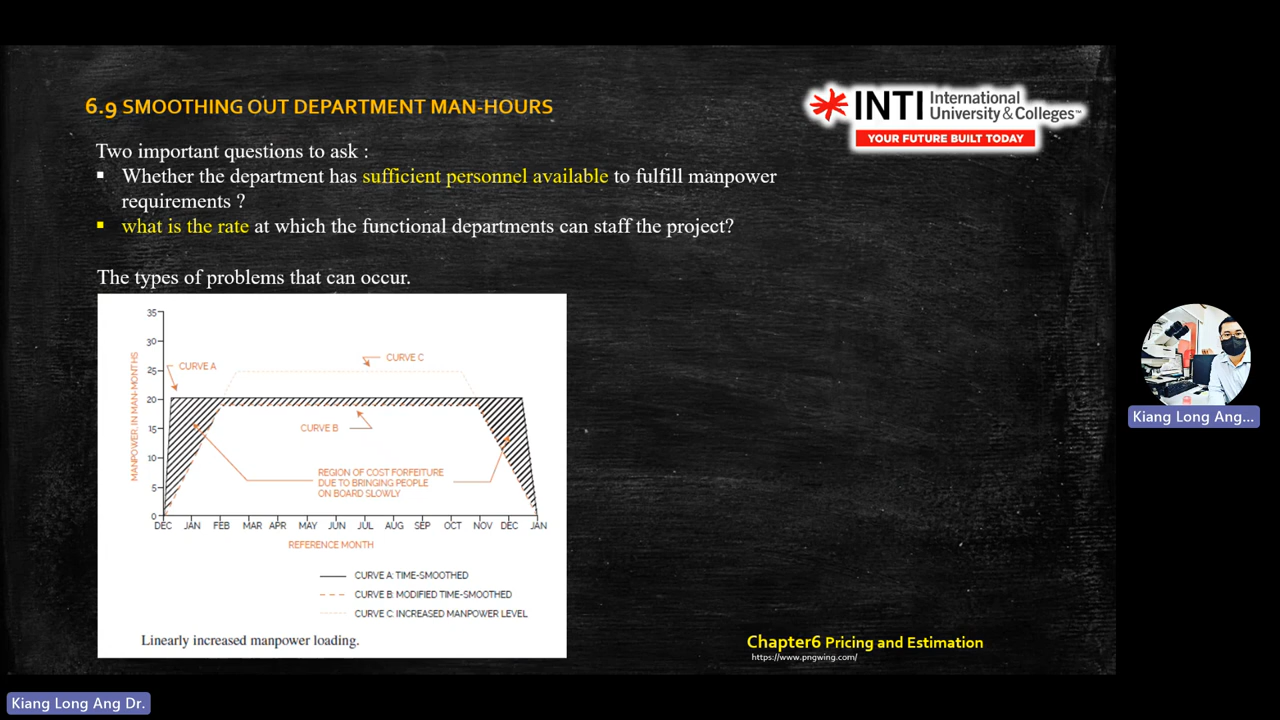 6.9 SMOOTHING OUT DEPARTMENT MAN-HOURS
INTI International
University & Colleges™
YOUR FUTURE BUILT TODAY
Two important questions to ask :
▪ Whether the department has sufficient personnel available to fulfill manpower
requirements ?
▪ what is the rate at which the functional departments can staff the project?
The types of problems that can occur.
MANPOWER, IN MAN-MONTHS
35
30
25
20
15
10
5
0
CURVE A
CURVE C
CURVE B
REGION OF COST FORFEITURE
DUE TO BRINGING PEOPLE
ON BOARD SLOWLY
DEC JAN FEB MAR APR MAY JUN JUL AUG SEP OCT NOV DEC JAN
REFERENCE MONTH
CURVE A: TIME-SMOOTHED
CURVE B: MODIFIED TIME-SMOOTHED
CURVE C: INCREASED MANPOWER LEVEL
Linearly increased manpower loading.
Chapter6 Pricing and Estimation
https://www.pngwing.com/
Kiang Long Ang...
Kiang Long Ang Dr.